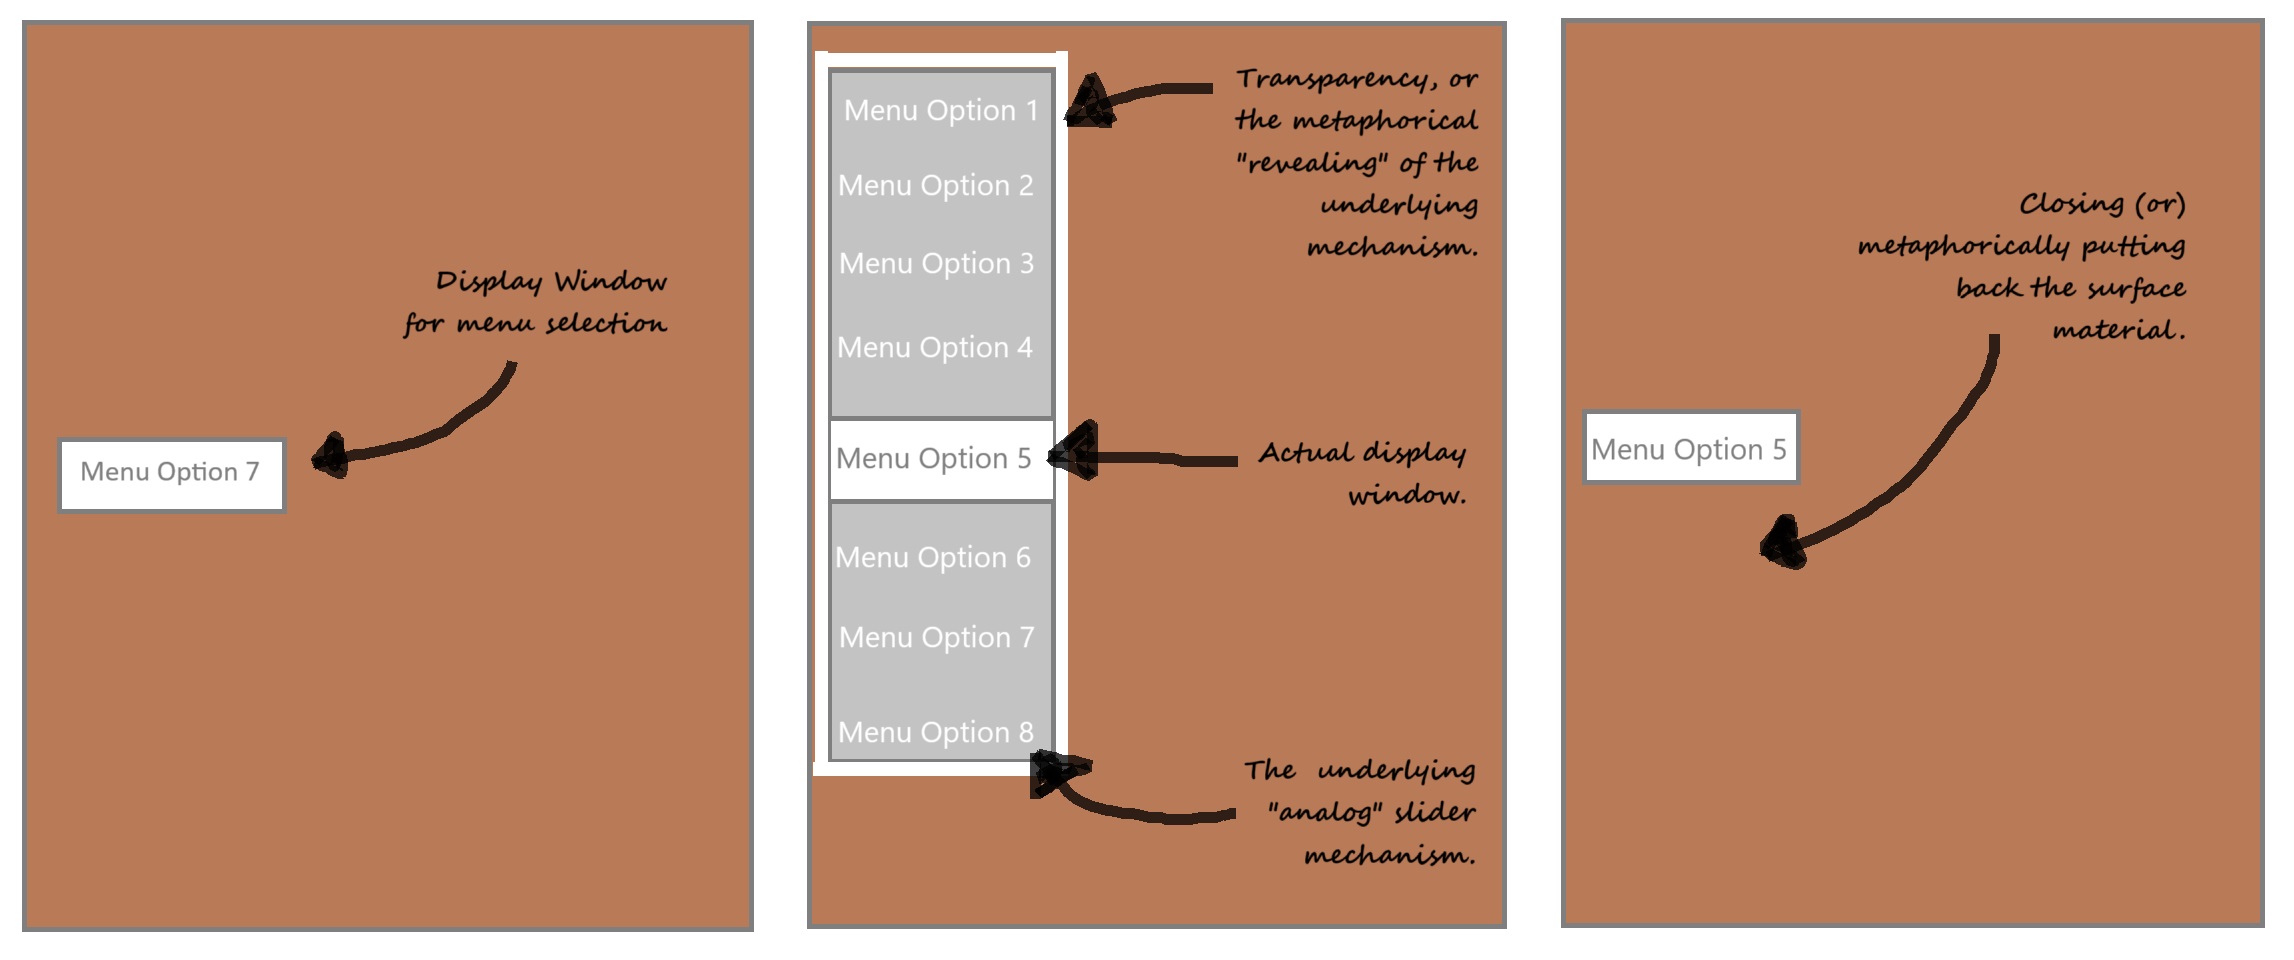 Display Window
for menu selection
Menu Option 7
Menu Option 1
Menu Option 2
Menu Option 3
Menu Option 4
Menu Option 5
Menu Option 6
Menu Option 7
Menu Option 8
Transparency, or
the metaphorical
"revealing" of the
underlying
mechanism.
Actual display
window.
The underlying
"analog" slider
mechanism.
Closing (or)
metaphorically putting
back the surface
material.
Menu Option 5